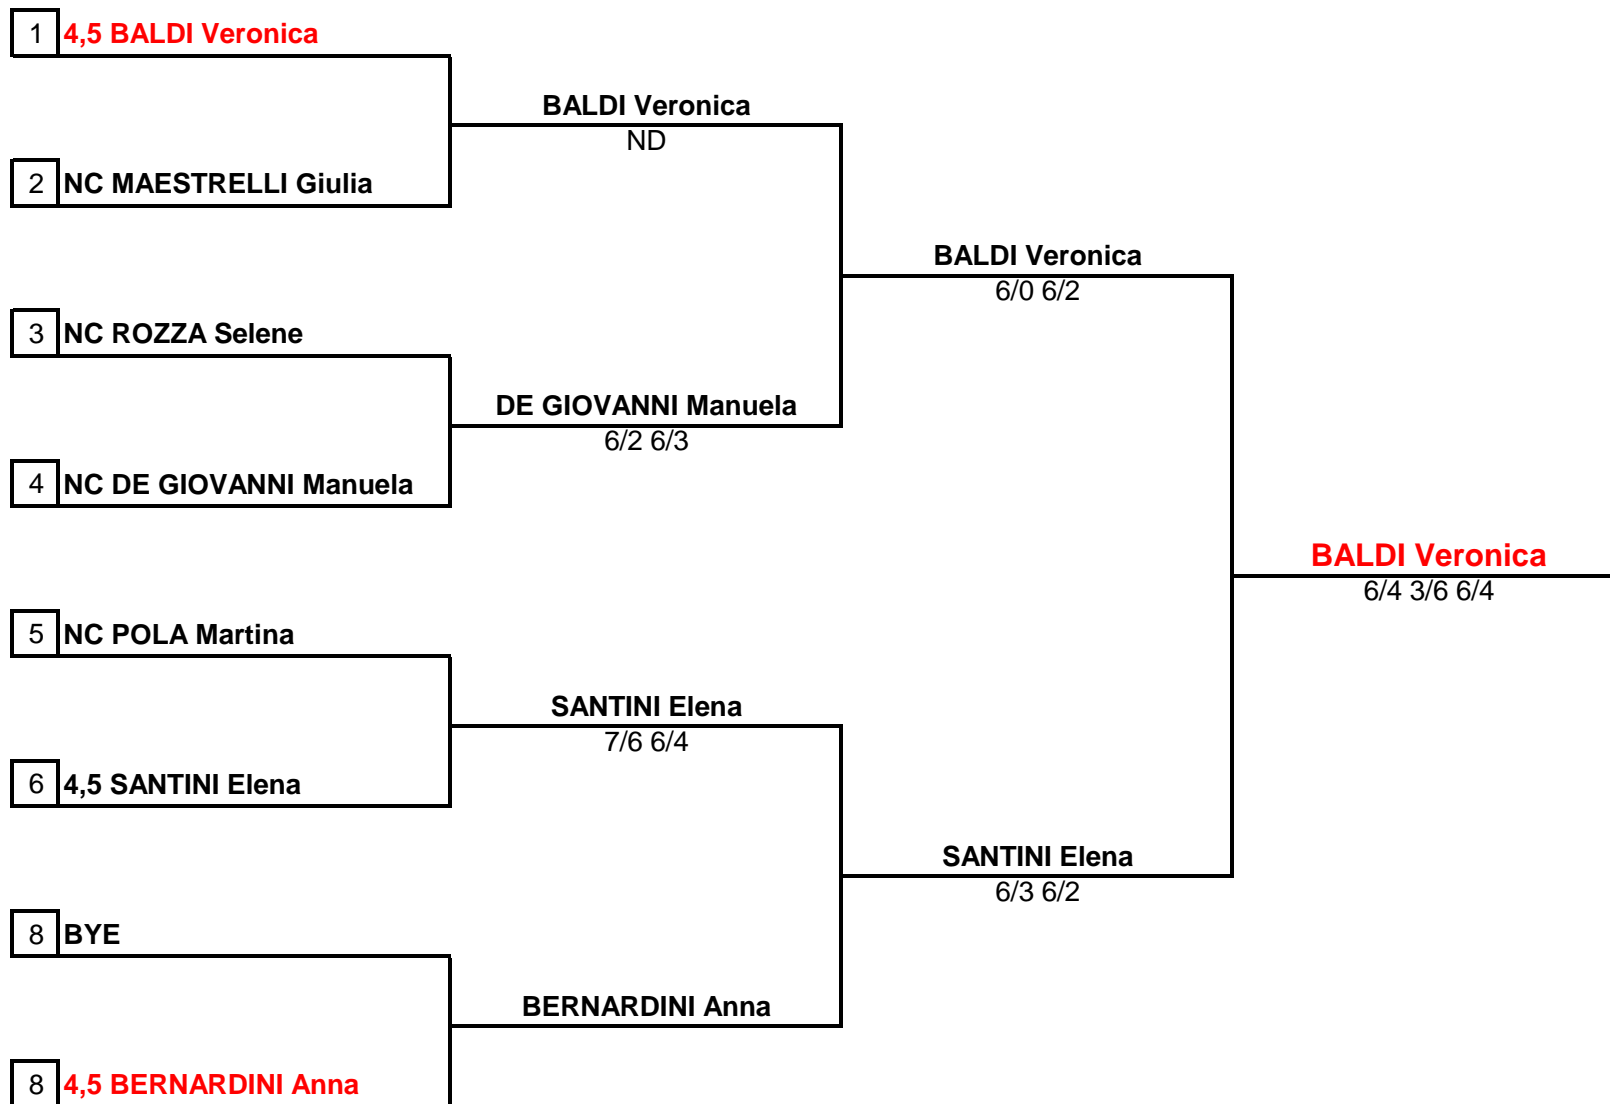 1 4,5 BALDI Veronica
BALDI Veronica
ND
2 NC MAESTRELLI Giulia
BALDI Veronica
6/0 6/2
3 NC ROZZA Selene
DE GIOVANNI Manuela
6/2 6/3
4 NC DE GIOVANNI Manuela
BALDI Veronica
6/4 3/6 6/4
5 NC POLA Martina
SANTINI Elena
7/6 6/4
6 4,5 SANTINI Elena
SANTINI Elena
6/3 6/2
8 BYE
BERNARDINI Anna
8 4,5 BERNARDINI Anna